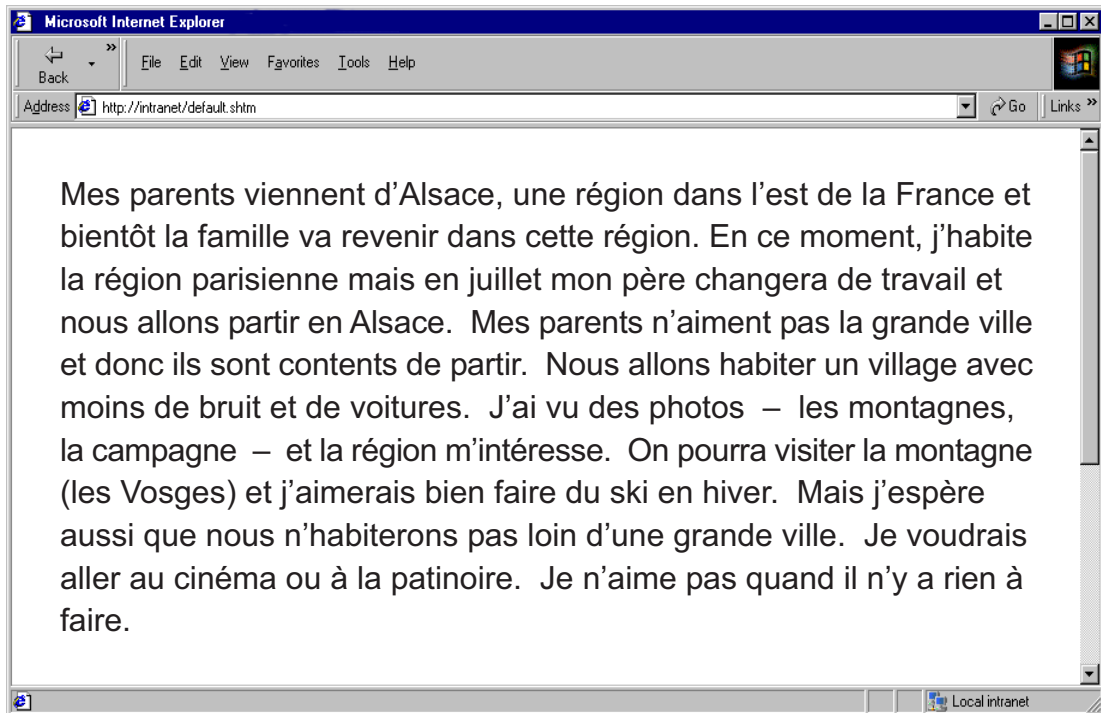 Microsoft Internet Explorer
Back » File Edit View Favorites Tools Help
Address http://intranet/default.shtm Go Links »
Mes parents viennent d’Alsace, une région dans l’est de la France et
bientôt la famille va revenir dans cette région. En ce moment, j’habite
la région parisienne mais en juillet mon père changera de travail et
nous allons partir en Alsace.  Mes parents n’aiment pas la grande ville
et donc ils sont contents de partir.  Nous allons habiter un village avec
moins de bruit et de voitures.  J’ai vu des photos  –  les montagnes,
la campagne  –  et la région m’intéresse.  On pourra visiter la montagne
(les Vosges) et j’aimerais bien faire du ski en hiver.  Mais j’espère
aussi que nous n’habiterons pas loin d’une grande ville.  Je voudrais
aller au cinéma ou à la patinoire.  Je n’aime pas quand il n’y a rien à
faire.
Local intranet